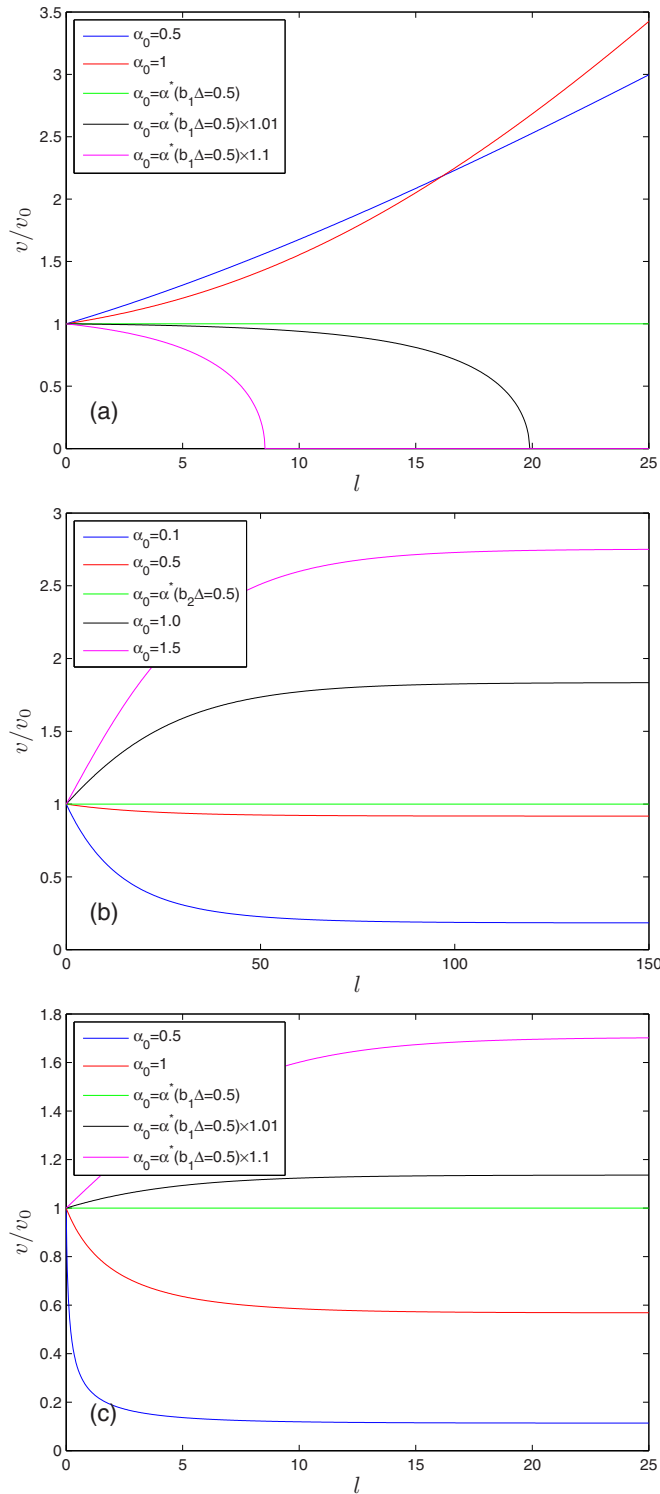 3.5
α₀=0.5
α₀=1
3
α₀=α*(b₁Δ=0.5)
α₀=α*(b₁Δ=0.5)×1.01
2.5
α₀=α*(b₁Δ=0.5)×1.1
2
v/v₀
1.5
1
0.5
(a)
0
0 5 10 15 20 25
l
3
α₀=0.1
α₀=0.5
2.5
α₀=α*(b₂Δ=0.5)
α₀=1.0
2
α₀=1.5
v/v₀
1.5
1
0.5
(b)
0
0 50 100 150
l
1.8
α₀=0.5
1.6
α₀=1
α₀=α*(b₁Δ=0.5)
1.4
α₀=α*(b₁Δ=0.5)×1.01
α₀=α*(b₁Δ=0.5)×1.1
1.2
1
v/v₀
0.8
0.6
0.4
0.2
(c)
0
0 5 10 15 20 25
l